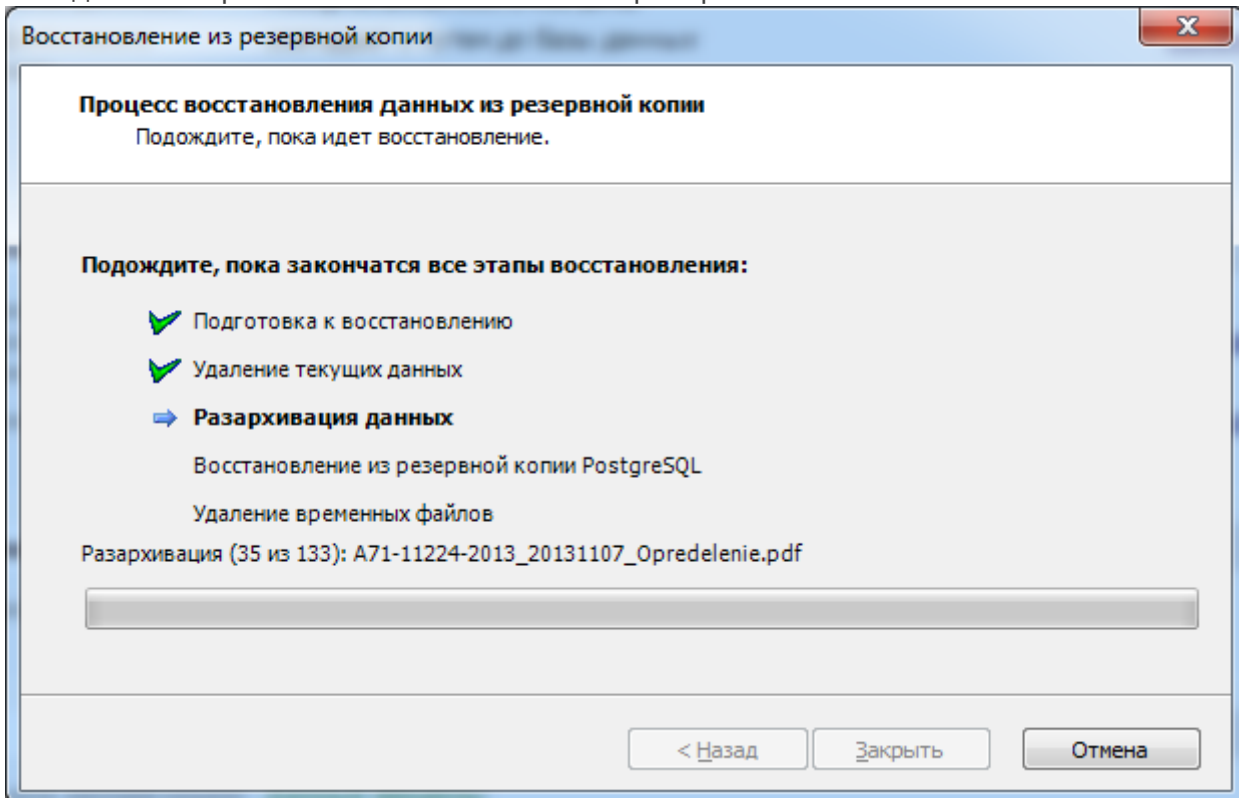 Восстановление из резервной копии
Процесс восстановления данных из резервной копии
Подождите, пока идет восстановление.
Подождите, пока закончатся все этапы восстановления:
Подготовка к восстановлению
Удаление текущих данных
Разархивация данных
Восстановление из резервной копии PostgreSQL
Удаление временных файлов
Разархивация (35 из 133): A71-11224-2013_20131107_Opredelenie.pdf
< Назад
Закрыть
Отмена